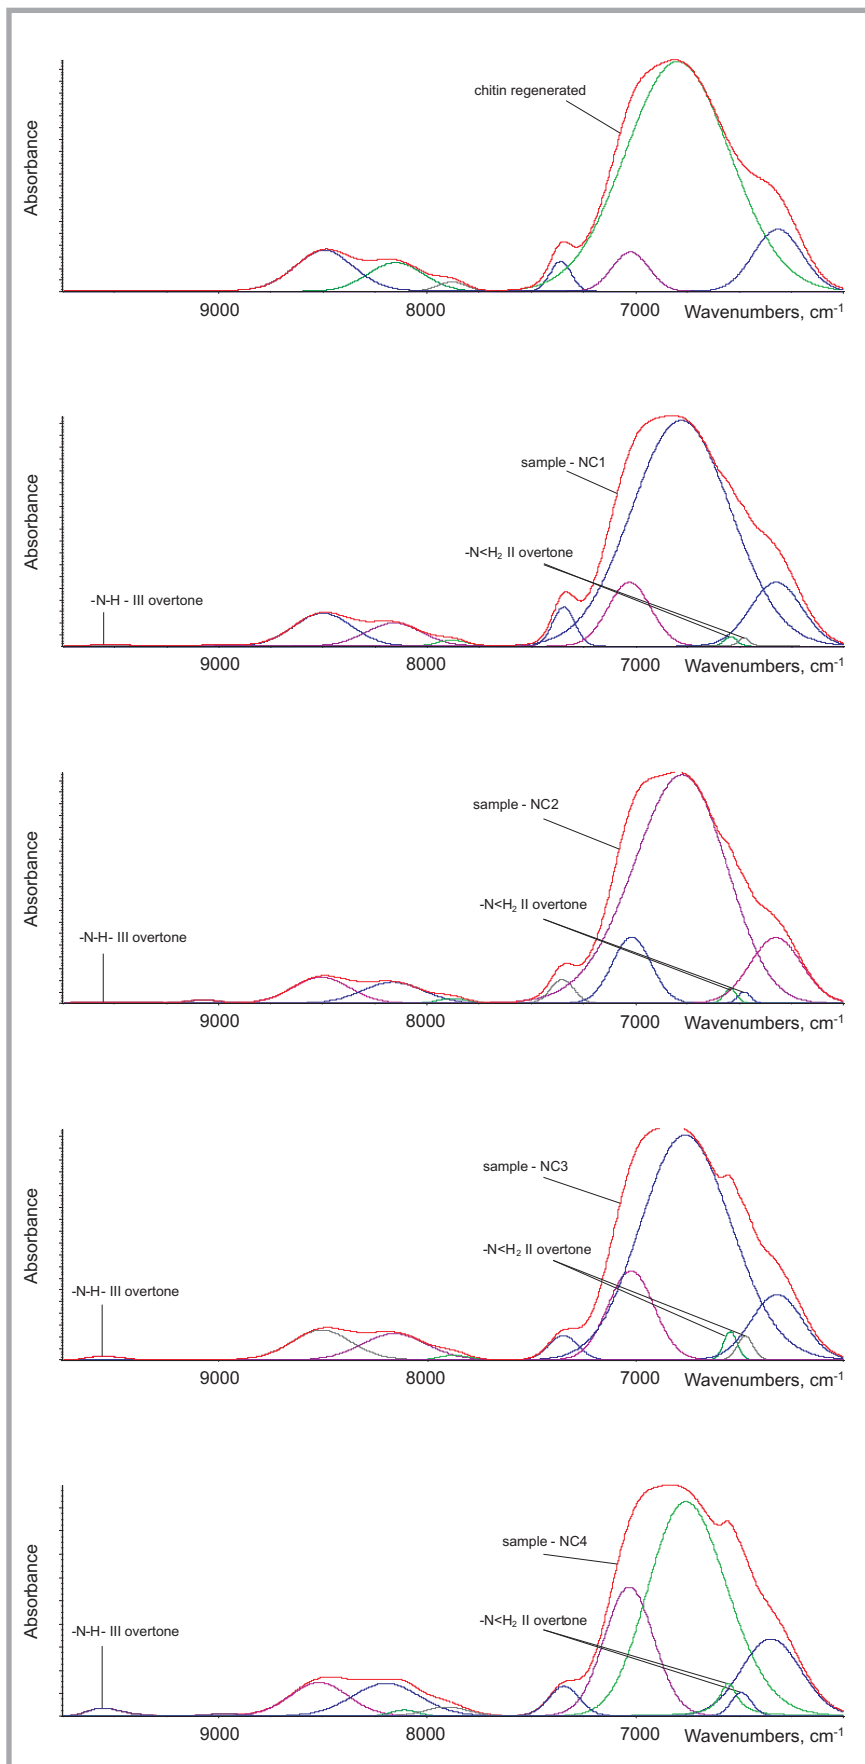 Absorbance
chitin regenerated
9000 8000 7000 Wavenumbers, cm-1
Absorbance
sample - NC1
-N<H2 II overtone
-N-H - III overtone
9000 8000 7000 Wavenumbers, cm-1
Absorbance
sample - NC2
-N<H2 II overtone
-N-H- III overtone
9000 8000 7000 Wavenumbers, cm-1
Absorbance
sample - NC3
-N<H2 II overtone
-N-H- III overtone
9000 8000 7000 Wavenumbers, cm-1
Absorbance
sample - NC4
-N<H2 II overtone
-N-H- III overtone
9000 8000 7000 Wavenumbers, cm-1